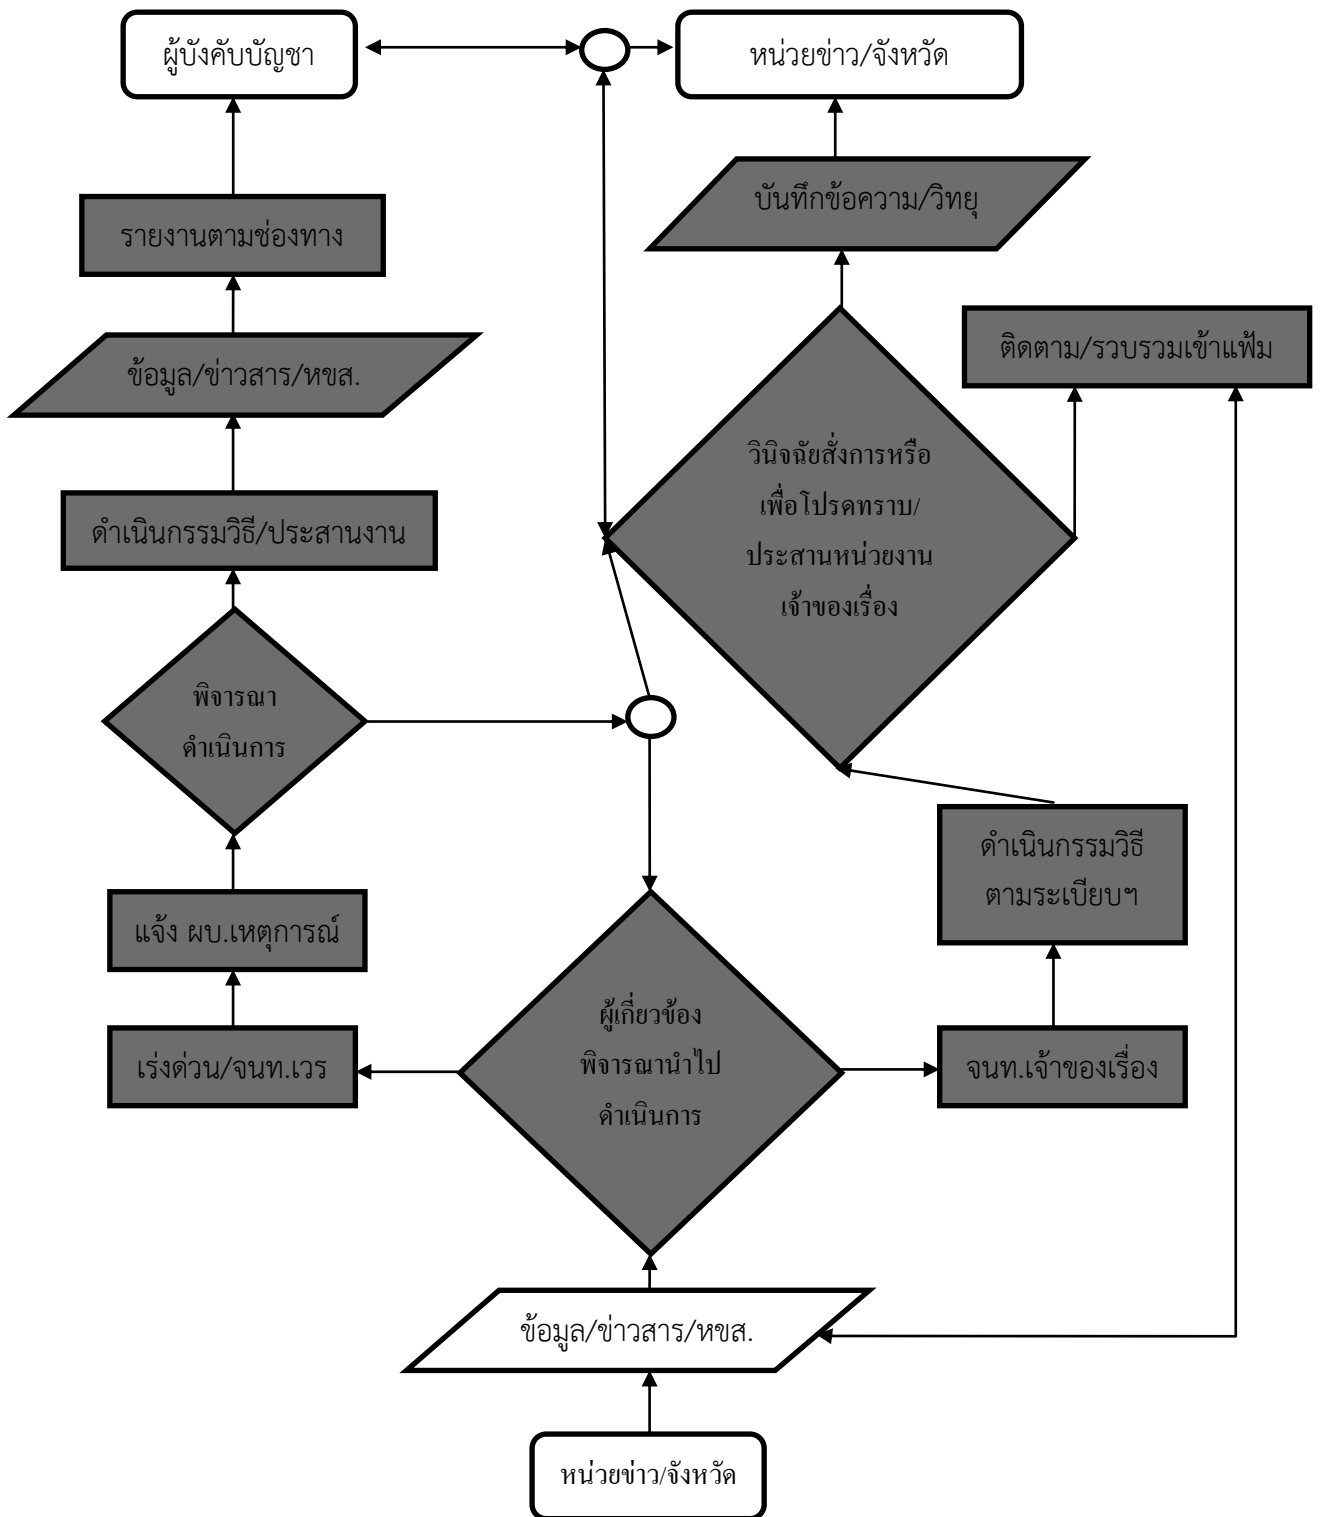 ผู้บังคับบัญชา
หน่วยข่าว/จังหวัด
บันทึกข้อความ/วิทยุ
รายงานตามช่องทาง
ติดตาม/รวบรวมเข้าแฟ้ม
ข้อมูล/ข่าวสาร/หขส.
วินิจฉัยสั่งการหรือ
เพื่อโปรดทราบ/
ประสานหน่วยงาน
เจ้าของเรื่อง
ดำเนินกรรมวิธี/ประสานงาน
พิจารณา
ดำเนินการ
ดำเนินกรรมวิธี
ตามระเบียบฯ
แจ้ง ผบ.เหตุการณ์
ผู้เกี่ยวข้อง
พิจารณานำไป
ดำเนินการ
เร่งด่วน/จนท.เวร
จนท.เจ้าของเรื่อง
ข้อมูล/ข่าวสาร/หขส.
หน่วยข่าว/จังหวัด